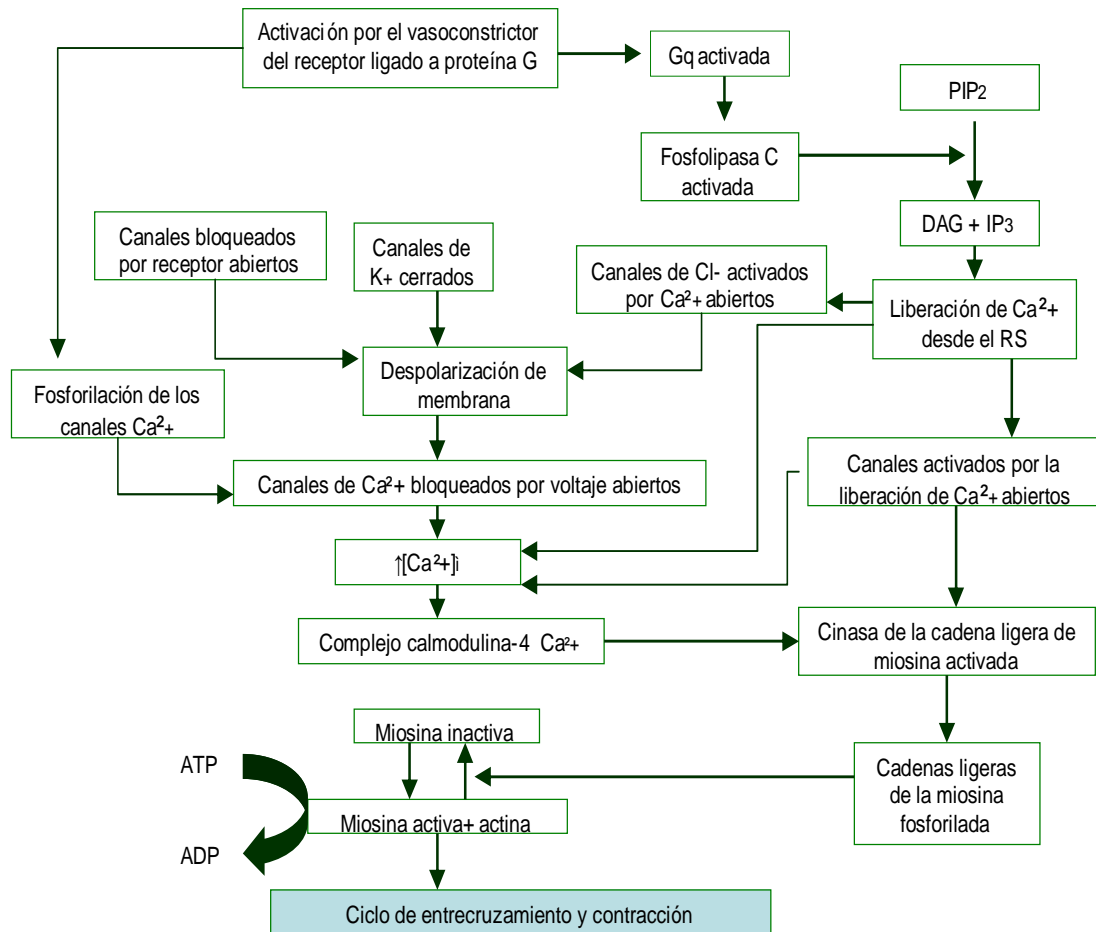 Activación por el vasoconstrictor
del receptor ligado a proteína G
Gq activada
PIP2
Fosfolipasa C
activada
DAG + IP3
Canales bloqueados
por receptor abiertos
Canales de
K+ cerrados
Canales de Cl- activados
por Ca²+ abiertos
Liberación de Ca²+
desde el RS
Despolarización de
membrana
Fosforilación de los
canales Ca²+
Canales de Ca²+ bloqueados por voltaje abiertos
Canales activados por la
liberación de Ca²+ abiertos
↑[Ca²+]i
Complejo calmodulina-4 Ca²+
Cinasa de la cadena ligera de
miosina activada
Miosina inactiva
ATP
Cadenas ligeras
de la miosina
fosforilada
Miosina activa+ actina
ADP
Ciclo de entrecruzamiento y contracción